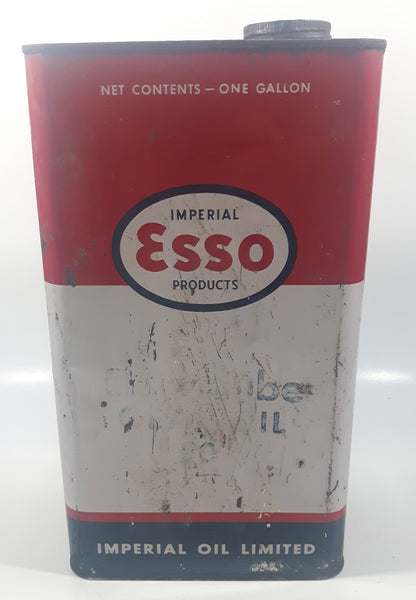 NET CONTENTS — ONE GALLON
IMPERIAL
Esso
PRODUCTS
IMPERIAL OIL LIMITED